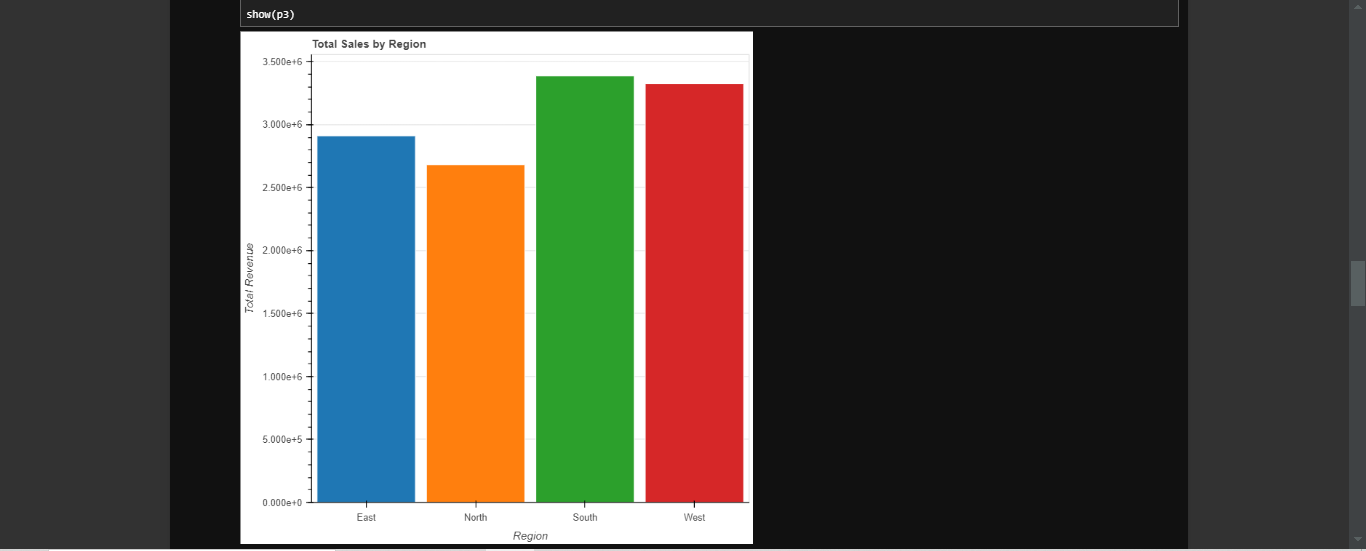 show(p3)
Total Sales by Region
3.500e+6
3.000e+6
2.500e+6
2.000e+6
1.500e+6
1.000e+6
5.000e+5
0.000e+0
Total Revenue
East North South West
Region